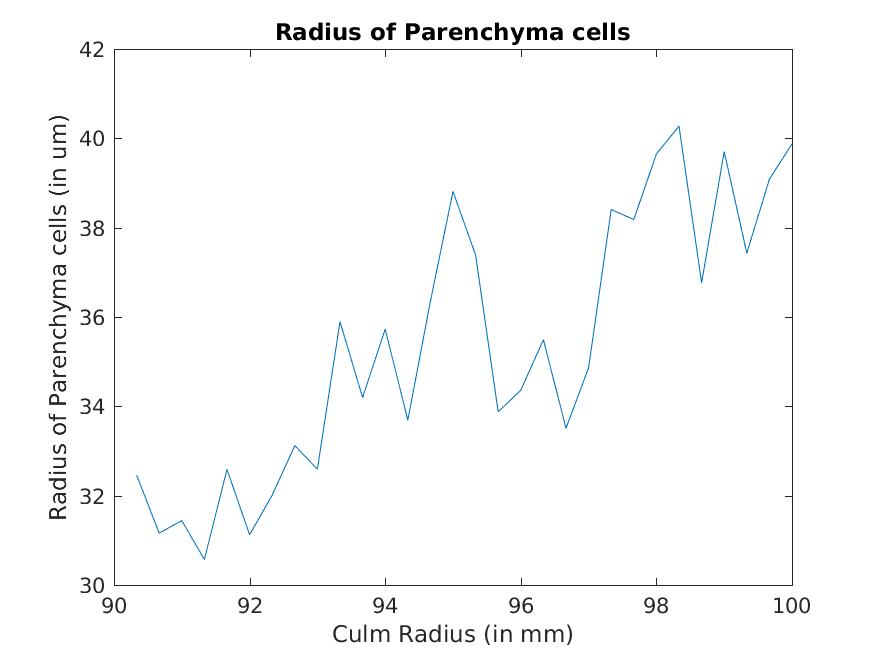 Radius of Parenchyma cells
42
40
38
36
34
32
30
Radius of Parenchyma cells (in um)
90 92 94 96 98 100
Culm Radius (in mm)